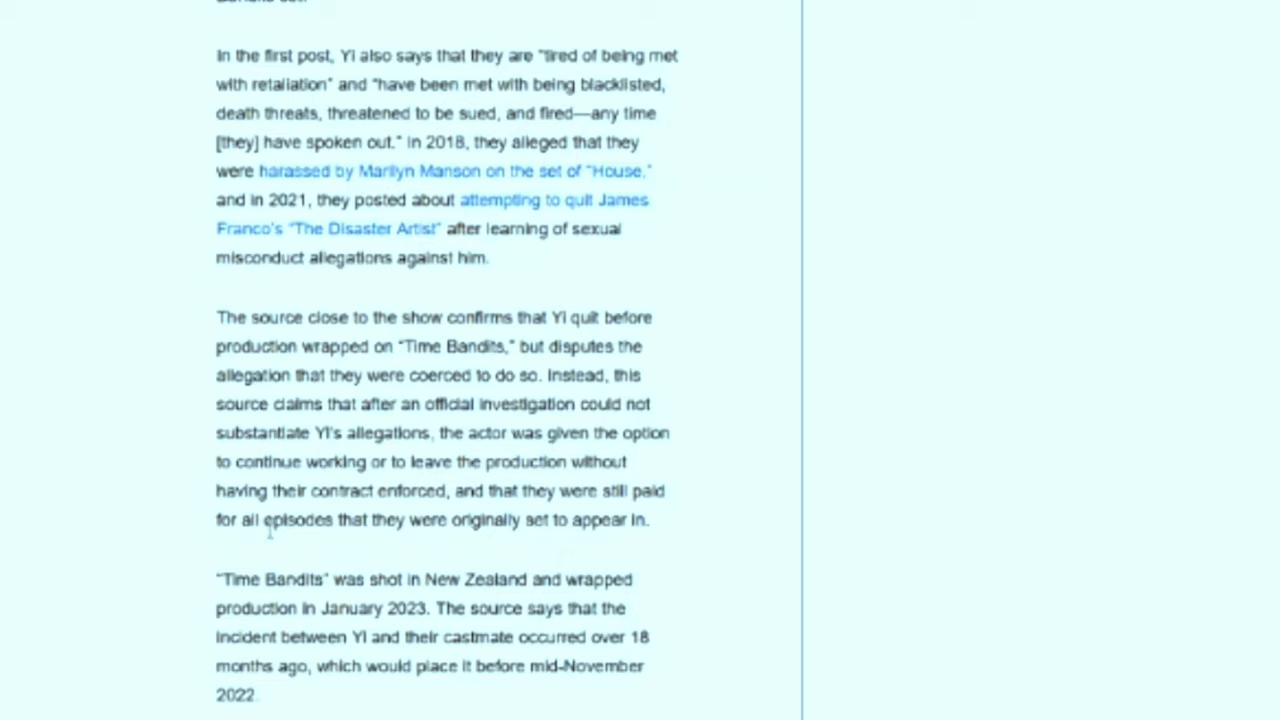 In the first post, Yi also says that they are "tired of being met
with retaliation" and "have been met with being blacklisted,
death threats, threatened to be sued, and fired—any time
[they] have spoken out." In 2018, they alleged that they
were harassed by Marilyn Manson on the set of "House,"
and in 2021, they posted about attempting to quit James
Franco's "The Disaster Artist" after learning of sexual
misconduct allegations against him.
The source close to the show confirms that Yi quit before
production wrapped on "Time Bandits," but disputes the
allegation that they were coerced to do so. Instead, this
source claims that after an official investigation could not
substantiate Yi's allegations, the actor was given the option
to continue working or to leave the production without
having their contract enforced, and that they were still paid
for all episodes that they were originally set to appear in.
"Time Bandits" was shot in New Zealand and wrapped
production in January 2023. The source says that the
incident between Yi and their castmate occurred over 18
months ago, which would place it before mid-November
2022.